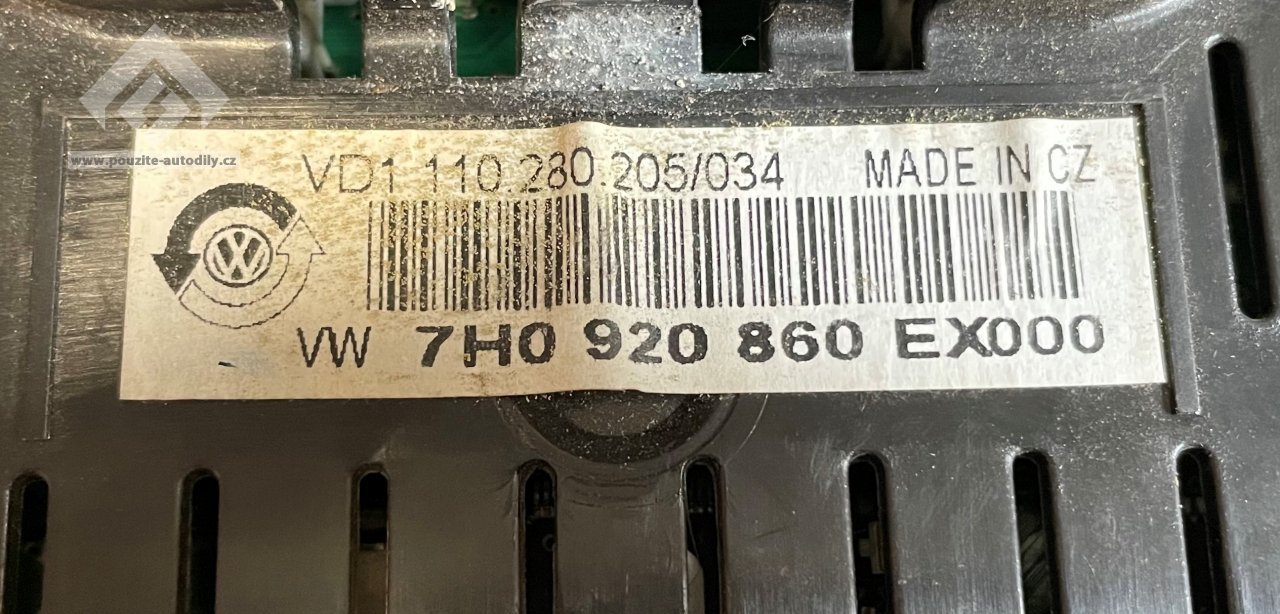 www.pouzite-autodily.cz
VD1 110.280.205/034 MADE IN CZ
VW 7H0 920 860 EX000